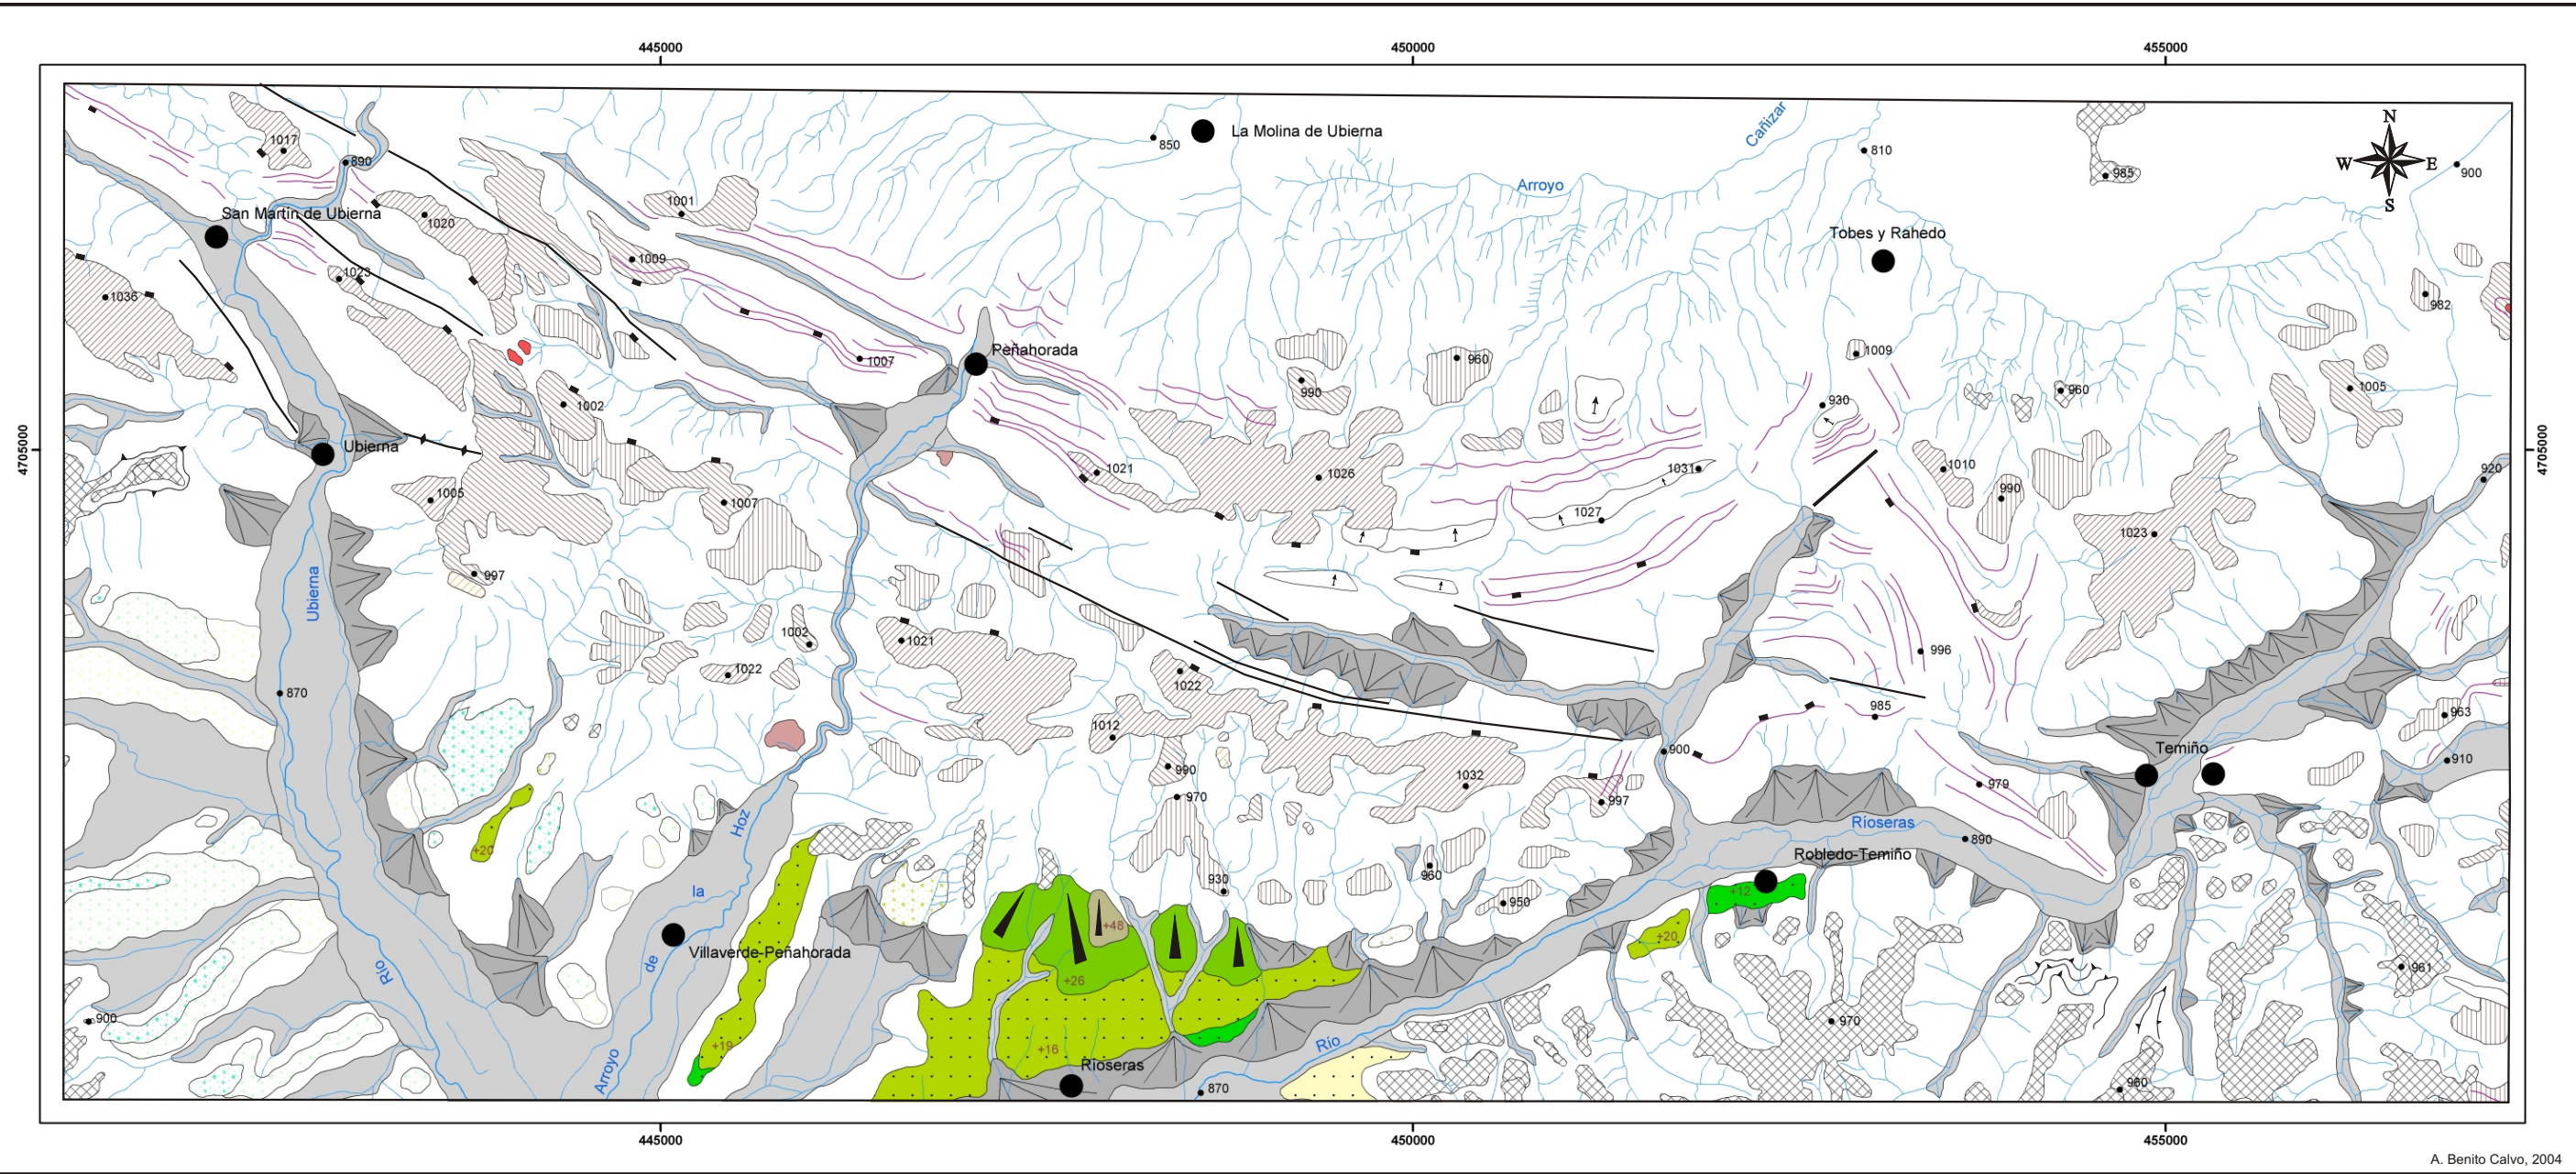 445000 450000 455000
N
W E
S
La Molina de Ubierna
850
Cañizar
810
985
900
1017
890
Arroyo
San Martín de Ubierna
1020
1001
Tobes y Rahedo
1009
1023
1036
982
Peñahorada
1007
1009
960
990
1005
960
930
1002
4705000
Ubierna
4705000
1021
1026
1031
1010
920
1005
1007
990
1027
1023
997
Ubierna
1002
1021
996
1022
1022
870
985
963
1012
900
Temiño
910
990
1032
979
970
997
Hoz
Ríoseras
890
+20
Robledo-Temiño
960
930
la
+12
950
+48
+20
Villaverde-Peñahorada
de
961
Río
+26
900
970
+19
+16
Río
Ríoseras
Arroyo
870
960
445000 450000 455000
A. Benito Calvo, 2004